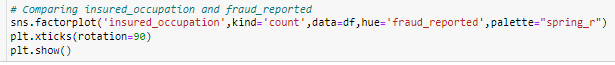 # Comparing insured_occupation and fraud_reported
sns.factorplot('insured_occupation',kind='count',data=df,hue='fraud_reported',palette="spring_r")
plt.xticks(rotation=90)
plt.show()